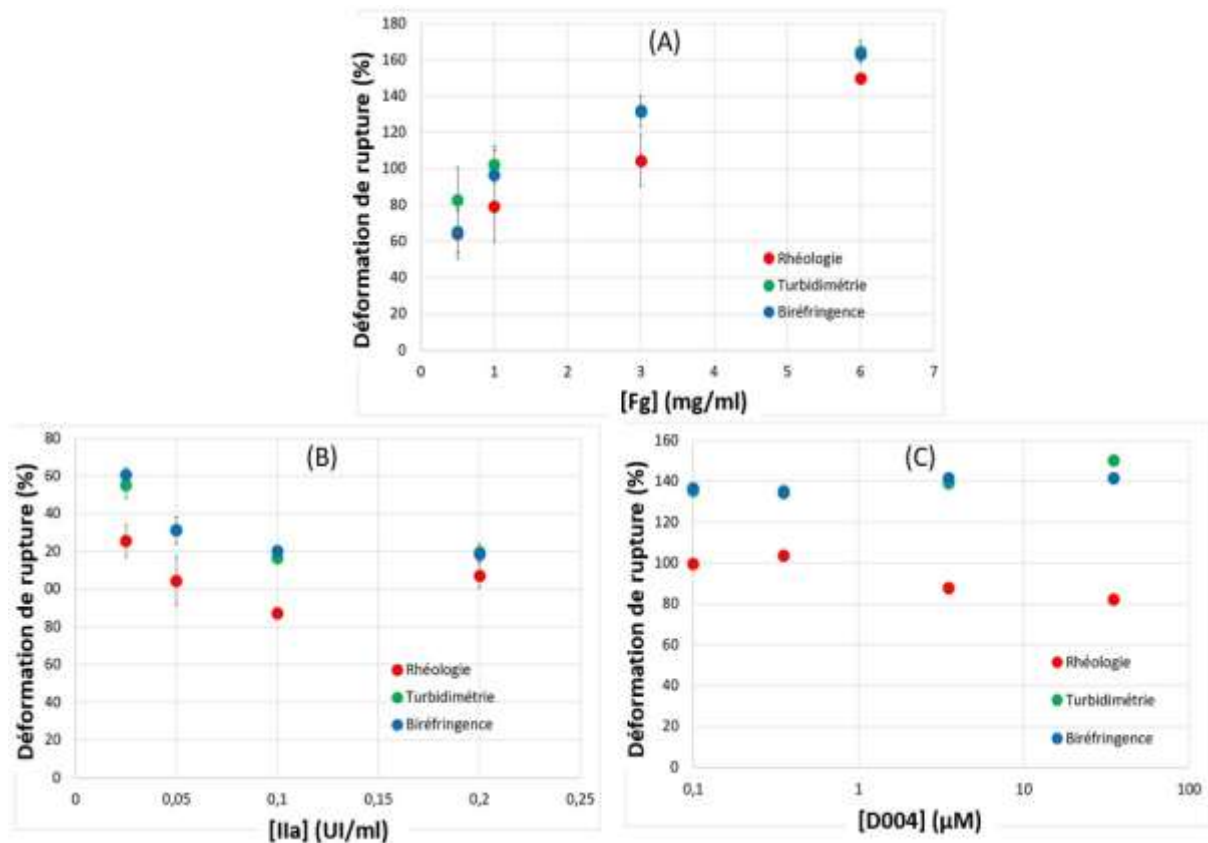 (A)
Déformation de rupture (%)
180
160
140
120
100
80
60
40
20
0
0
1
2
3
4
5
6
7
[Fg] (mg/ml)
Rhéologie
Turbidimétrie
Biréfringence
(B)
Déformation de rupture (%)
80
60
40
20
00
80
60
40
20
0
0
0,05
0,1
0,15
0,2
0,25
[IIa] (UI/ml)
Rhéologie
Turbidimétrie
Biréfringence
(C)
Déformation de rupture (%)
160
140
120
100
80
60
40
20
0
0,1
1
10
100
[D004] (µM)
Rhéologie
Turbidimétrie
Biréfringence